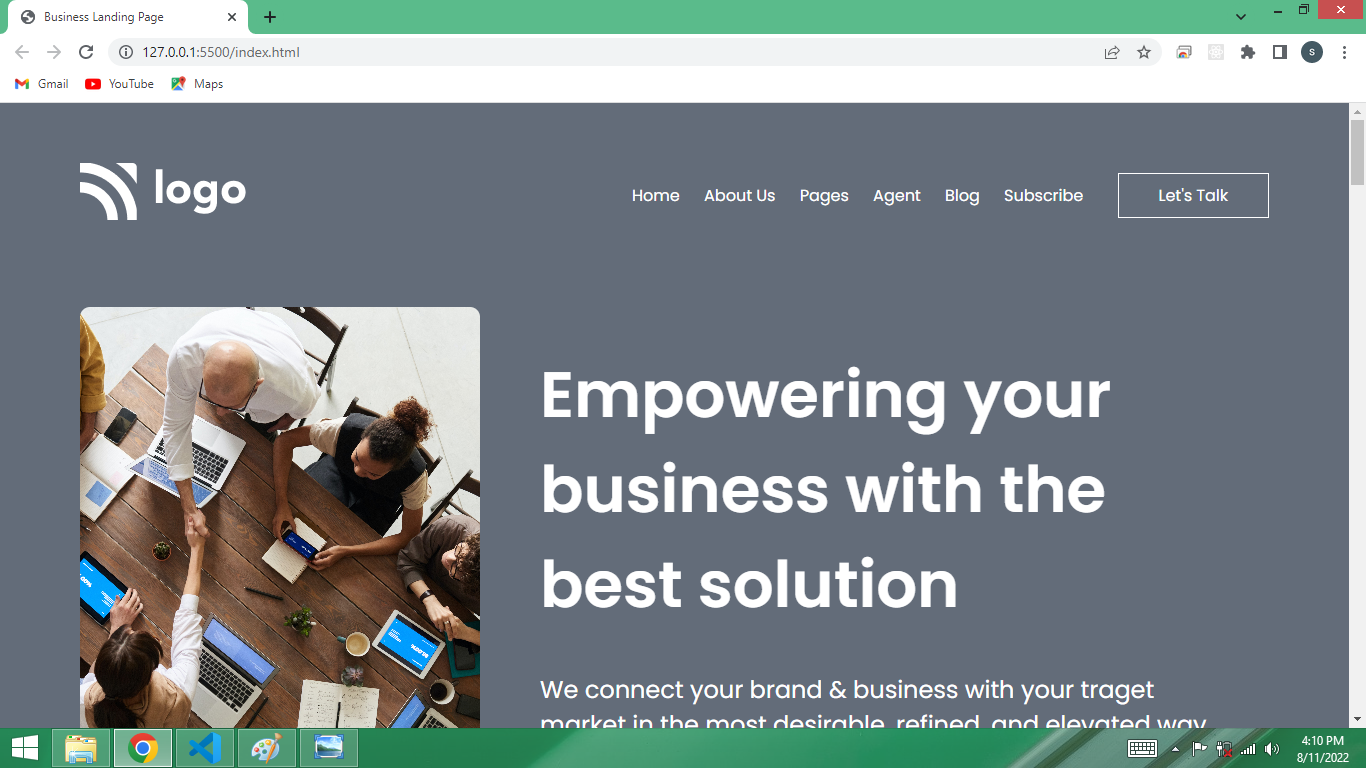 Business Landing Page
127.0.0.1:5500/index.html
S
Gmail
YouTube
Maps
logo
Home
About Us
Pages
Agent
Blog
Subscribe
Let's Talk
Empowering your
business with the
best solution
We connect your brand & business with your traget
market in the most desirable, refined, and elevated way
4:10 PM
8/11/2022